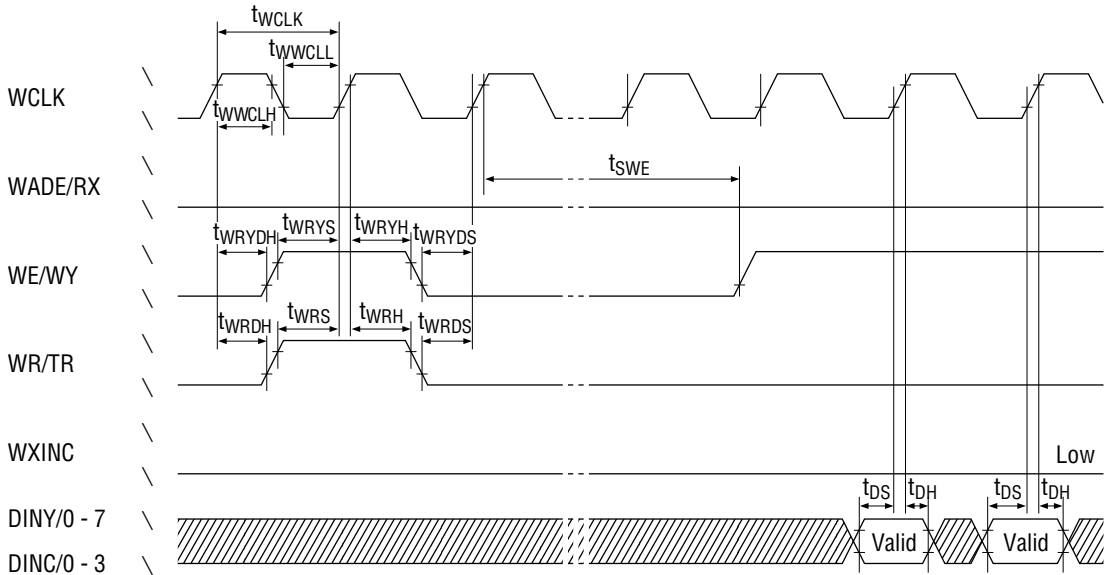 tWCLK
tWWCLL
WCLK
tWWCLH
WADE/RX
tSWE
tWRYDH tWRYS tWRYH tWRYDS
WE/WY
tWRDH tWRS tWRH tWRDS
WR/TR
WXINC
Low
tDS tDH tDS tDH
DINY/0 - 7
Valid Valid
DINC/0 - 3